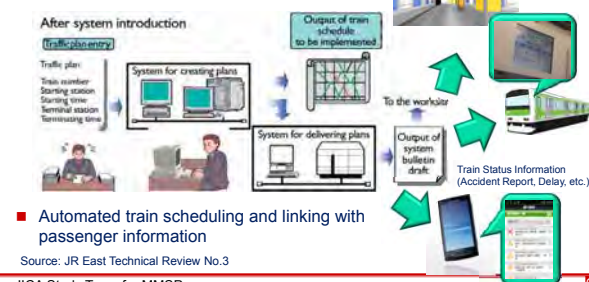 After system introduction
Traffic plan entry
Traffic plan
Train number
Starting station
Starting time
Terminal station
Terminating time
System for creating plans
Output of train
schedule
to be implemented
System for delivering plans
To the worksite
Output of
system
bulletin
draft
Train Status Information
(Accident Report, Delay, etc.)
■ Automated train scheduling and linking with
passenger information
Source: JR East Technical Review No.3